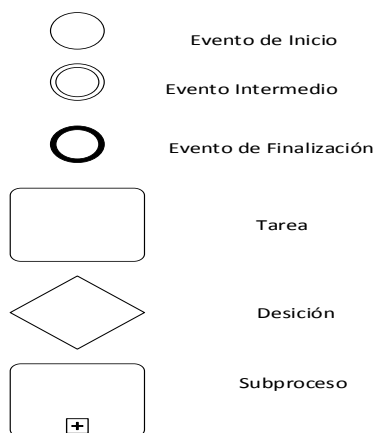 Evento de Inicio
Evento Intermedio
Evento de Finalización
Tarea
Desición
Subproceso